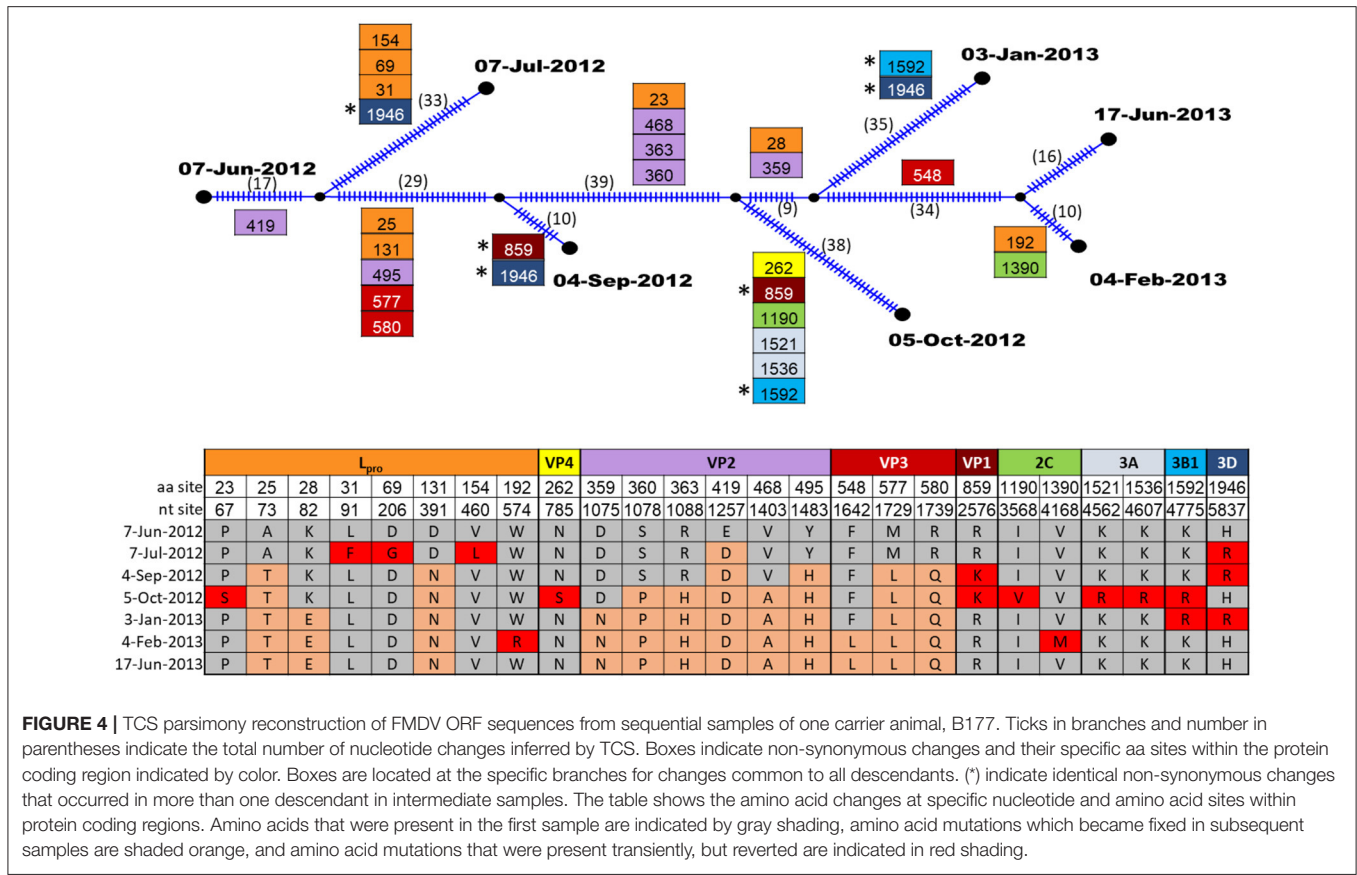 154
69
31
* 1946
07-Jul-2012
(33)
23
468
363
360
* 1592
* 1946
03-Jan-2013
(35)
28
359
17-Jun-2013
(16)
548
07-Jun-2012
(17)
(29)
(39)
(9)
(34)
(10)
419
25
131
495
577
580
(10)
* 859
* 1946
04-Sep-2012
262
* 859
1190
1521
1536
* 1592
(38)
05-Oct-2012
192
1390
04-Feb-2013
Lpro VP4 VP2 VP3 VP1 2C 3A 3B1 3D
aa site 23 25 28 31 69 131 154 192 262 359 360 363 419 468 495 548 577 580 859 1190 1390 1521 1536 1592 1946
nt site 67 73 82 91 206 391 460 574 785 1075 1078 1088 1257 1403 1483 1642 1729 1739 2576 3568 4168 4562 4607 4775 5837
7-Jun-2012 P A K L D D V W N D S R E V Y F M R R I V K K K H
7-Jul-2012 P A K F G D L W N D S R D V Y F M R R I V K K K R
4-Sep-2012 P T K L D N V W N D S R D V H F L Q K I V K K K R
5-Oct-2012 S T K L D N V W S D P H D A H F L Q K V V R R R H
3-Jan-2013 P T E L D N V W N N P H D A H F L Q R I V K K R R
4-Feb-2013 P T E L D N V R N N P H D A H L L Q R I M K K K H
17-Jun-2013 P T E L D N V W N N P H D A H L L Q R I V K K K H
FIGURE 4 | TCS parsimony reconstruction of FMDV ORF sequences from sequential samples of one carrier animal, B177. Ticks in branches and number in
parentheses indicate the total number of nucleotide changes inferred by TCS. Boxes indicate non-synonymous changes and their specific aa sites within the protein
coding region indicated by color. Boxes are located at the specific branches for changes common to all descendants. (*) indicate identical non-synonymous changes
that occurred in more than one descendant in intermediate samples. The table shows the amino acid changes at specific nucleotide and amino acid sites within
protein coding regions. Amino acids that were present in the first sample are indicated by gray shading, amino acid mutations which became fixed in subsequent
samples are shaded orange, and amino acid mutations that were present transiently, but reverted are indicated in red shading.